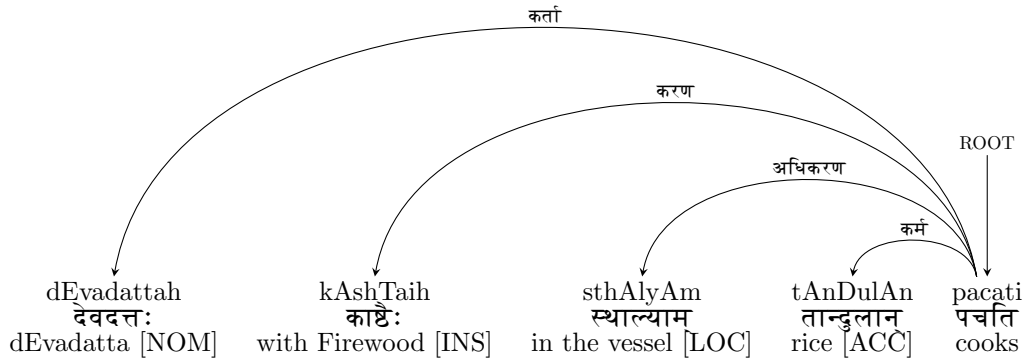 कर्ता
करण
ROOT
अधिकरण
कर्म
dEvadattah kAshTaih sthAlyAm tAnDulAn pacati
देवदत्तः काष्ठैः स्थाल्याम् तान्दुलान् पचति
dEvadatta [NOM] with Firewood [INS] in the vessel [LOC] rice [ACC] cooks